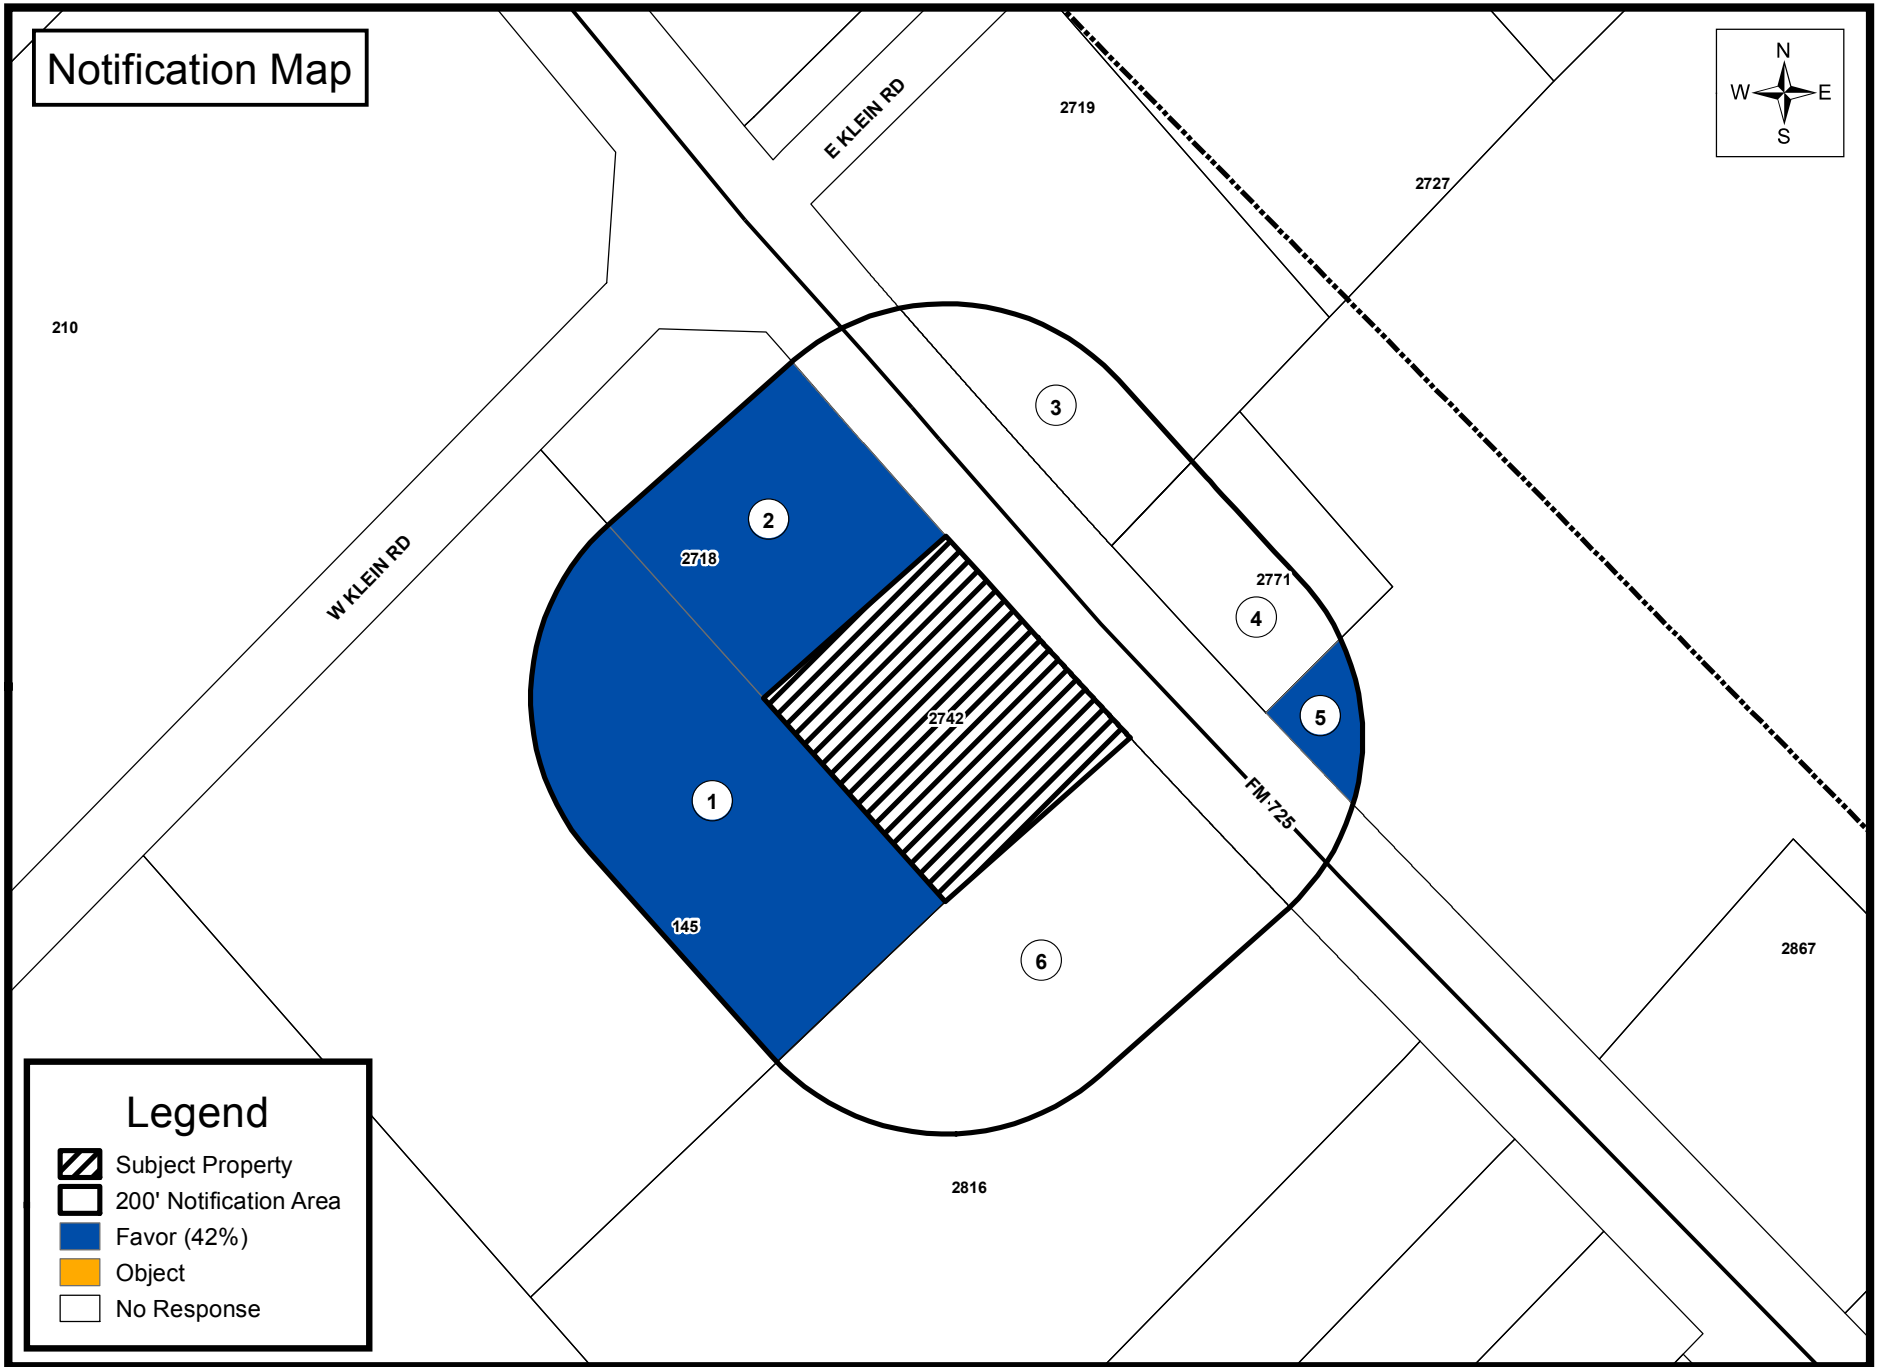 Notification Map
N
W E
S
E KLEIN RD
2719
2727
210
3
2
2718
W KLEIN RD
2771
4
5
2742
1
FM 725
145
6
2867
2816
Legend
Subject Property
200' Notification Area
Favor (42%)
Object
No Response